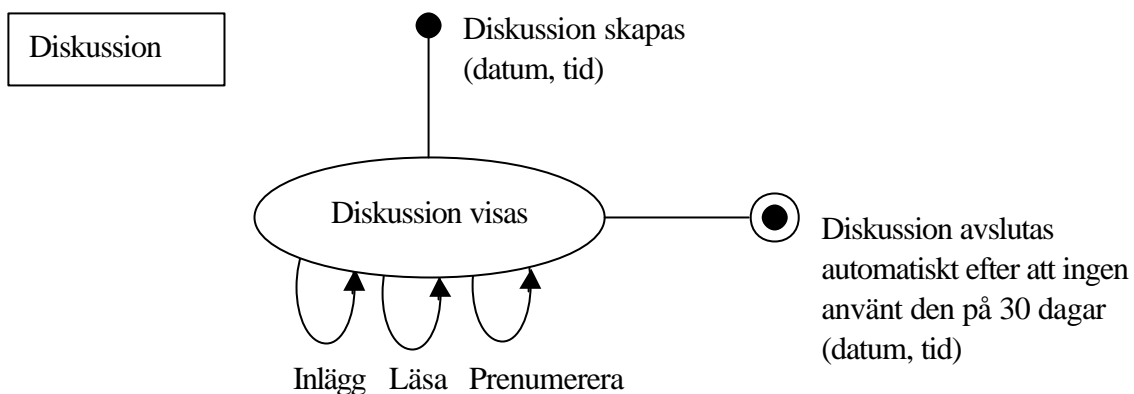 Diskussion
Diskussion skapas
(datum, tid)
Diskussion visas
Diskussion avslutas
automatiskt efter att ingen
använt den på 30 dagar
(datum, tid)
Inlägg Läsa Prenumerera